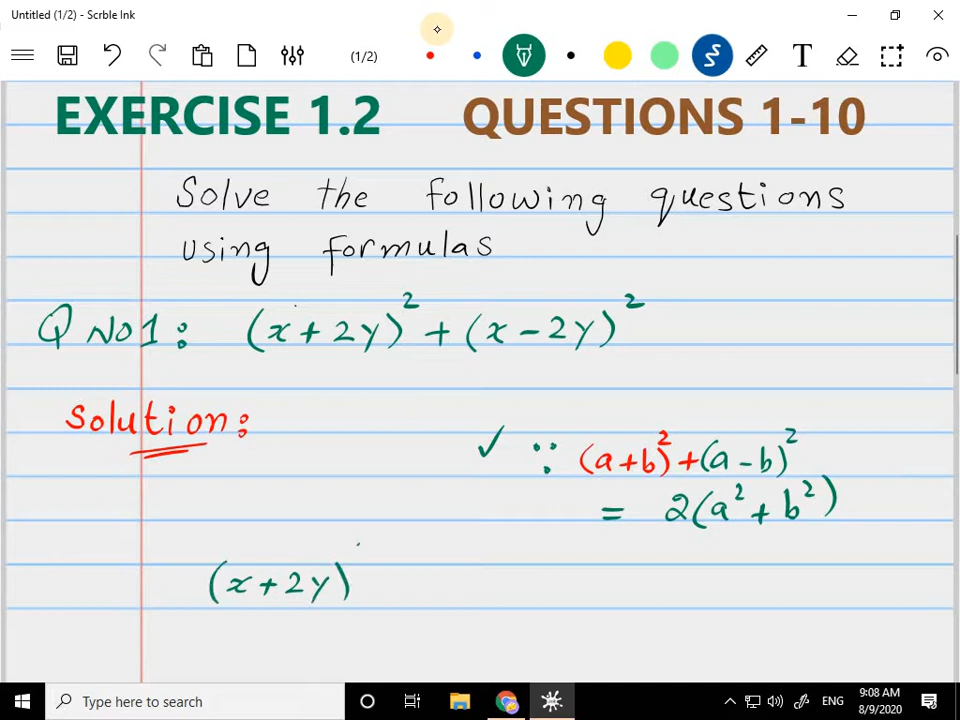 Untitled (1/2) - Scrble Ink
(1/2)
T
EXERCISE 1.2 QUESTIONS 1-10
Solve the following questions
using formulas
Q No1: (x+2y)² + (x-2y)²
Solution:
✓ ∵ (a+b)²+(a-b)²
= 2(a²+b²)
(x+2y)
Type here to search
ENG
9:08 AM
8/9/2020